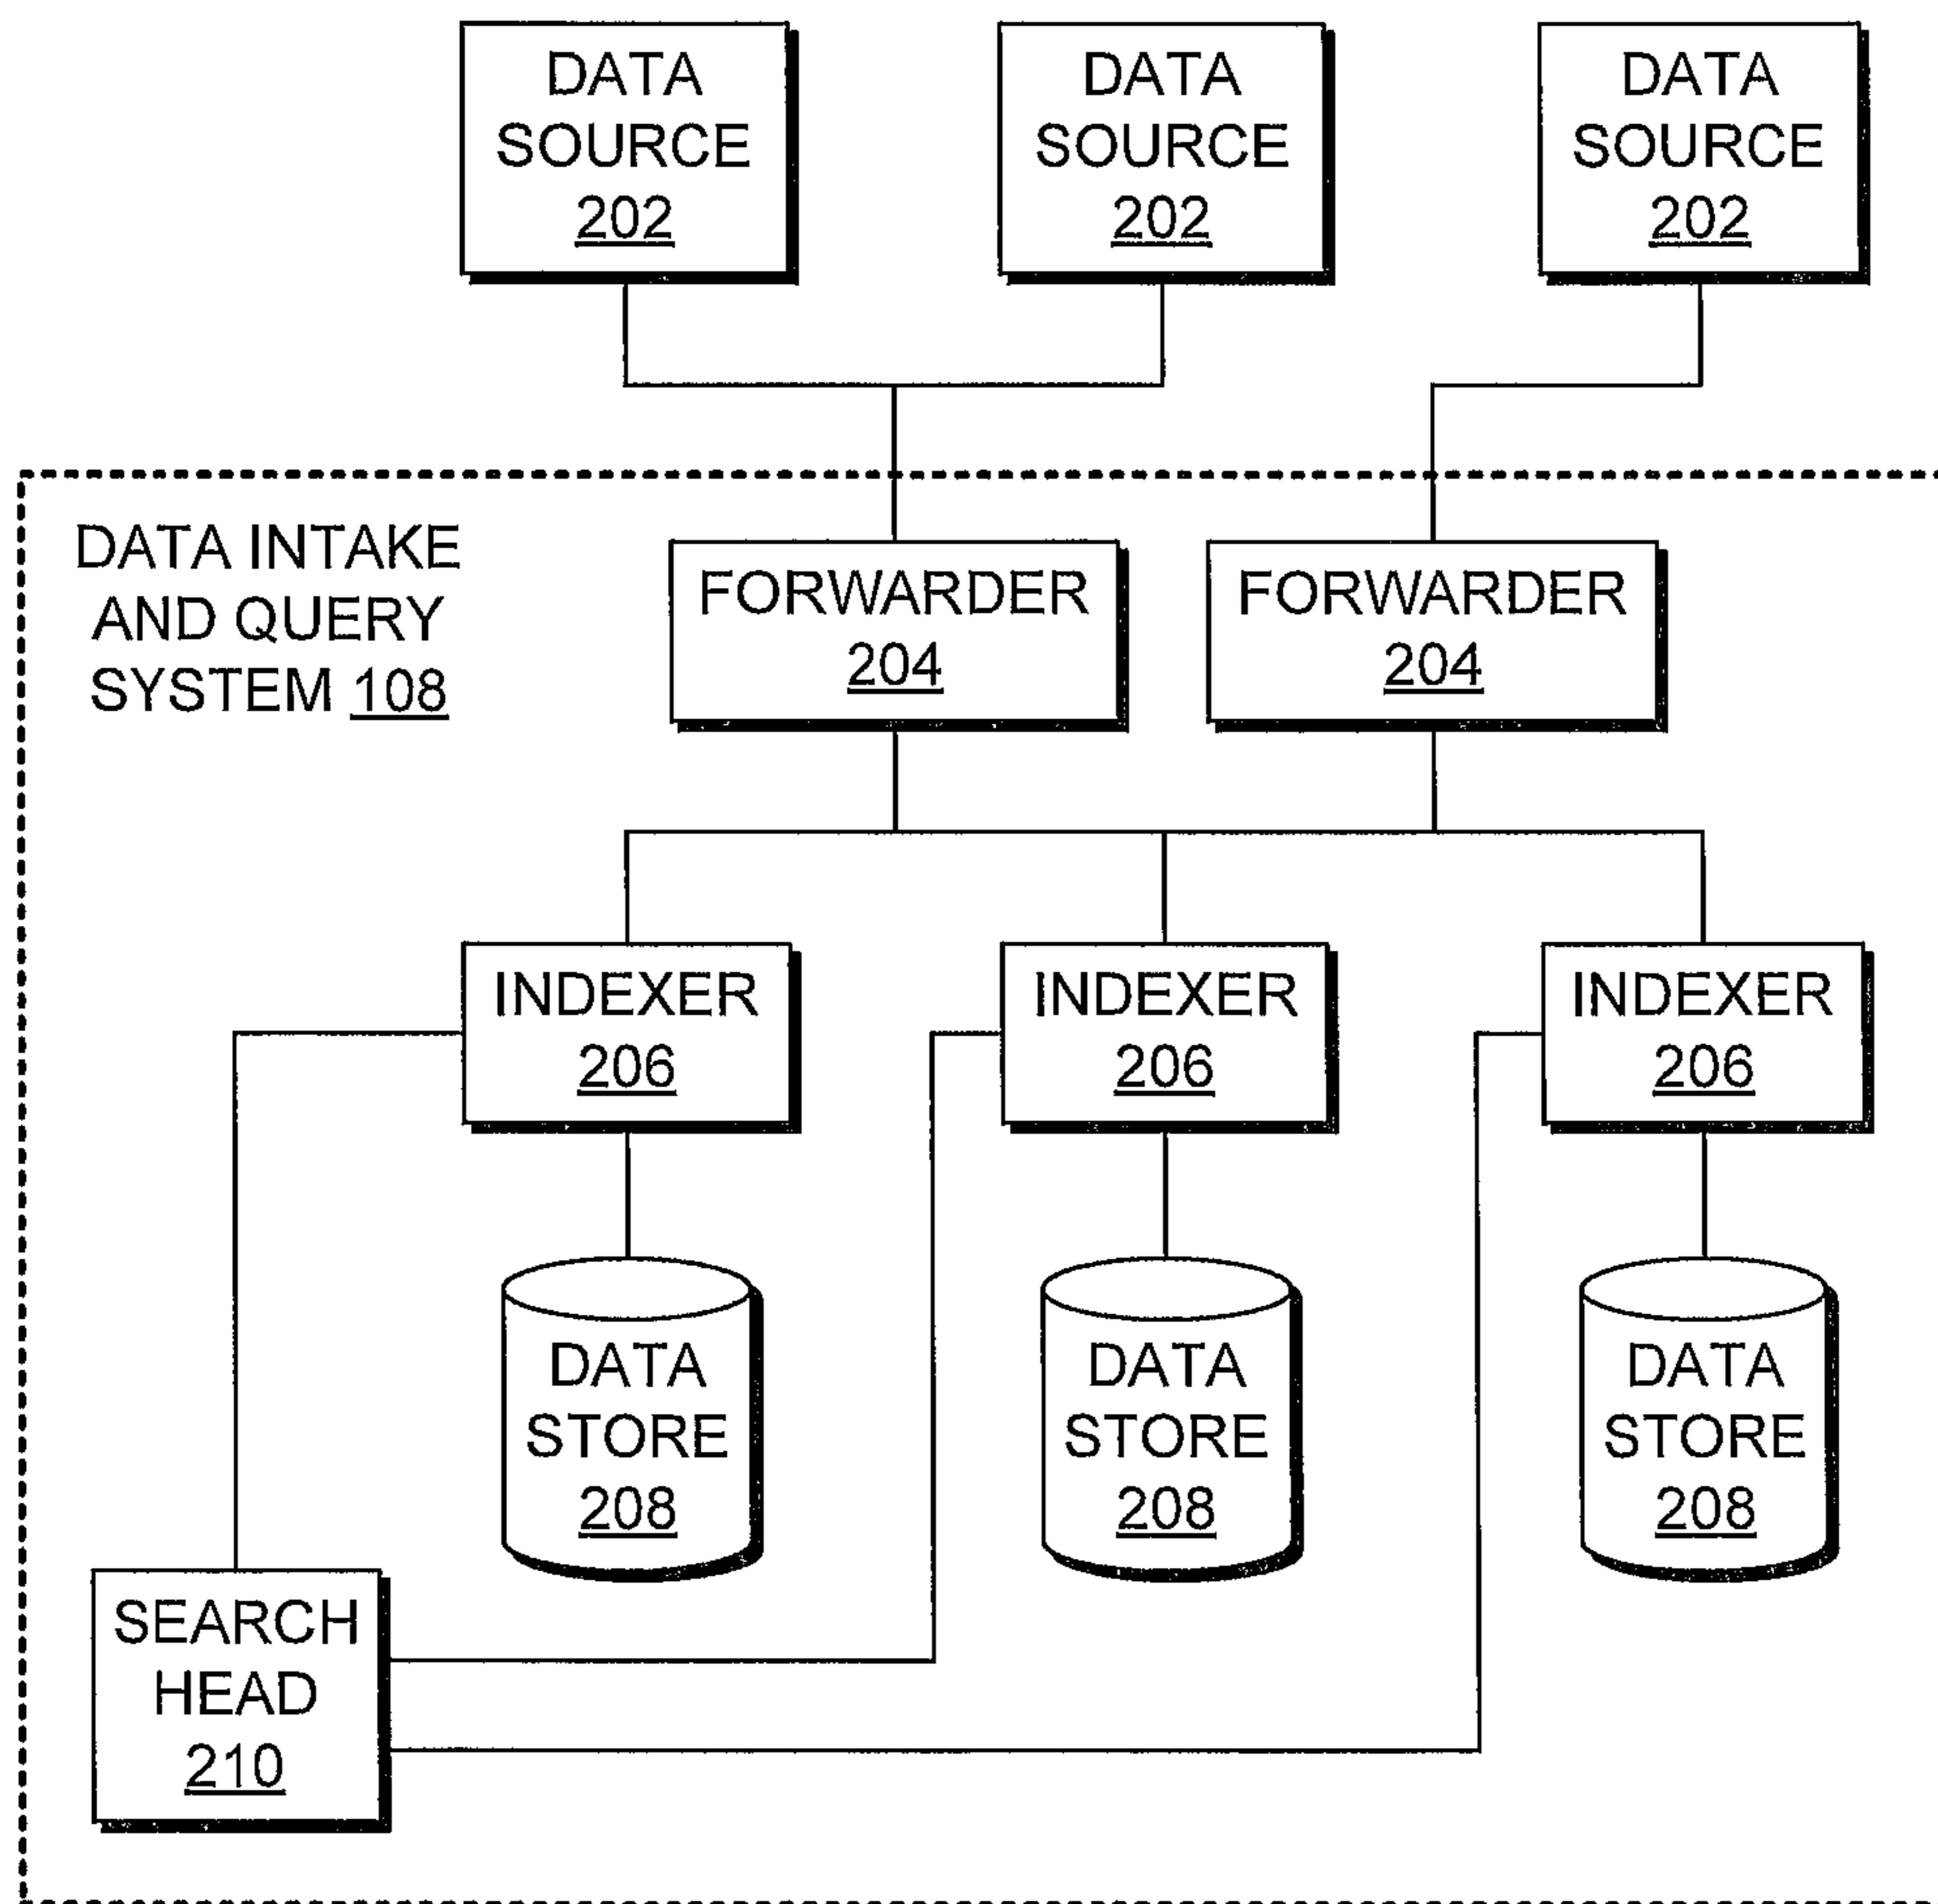 DATA
SOURCE
202
DATA
SOURCE
202
DATA
SOURCE
202
DATA INTAKE
AND QUERY
SYSTEM 108
FORWARDER
204
FORWARDER
204
INDEXER
206
INDEXER
206
INDEXER
206
DATA
STORE
208
DATA
STORE
208
DATA
STORE
208
SEARCH
HEAD
210